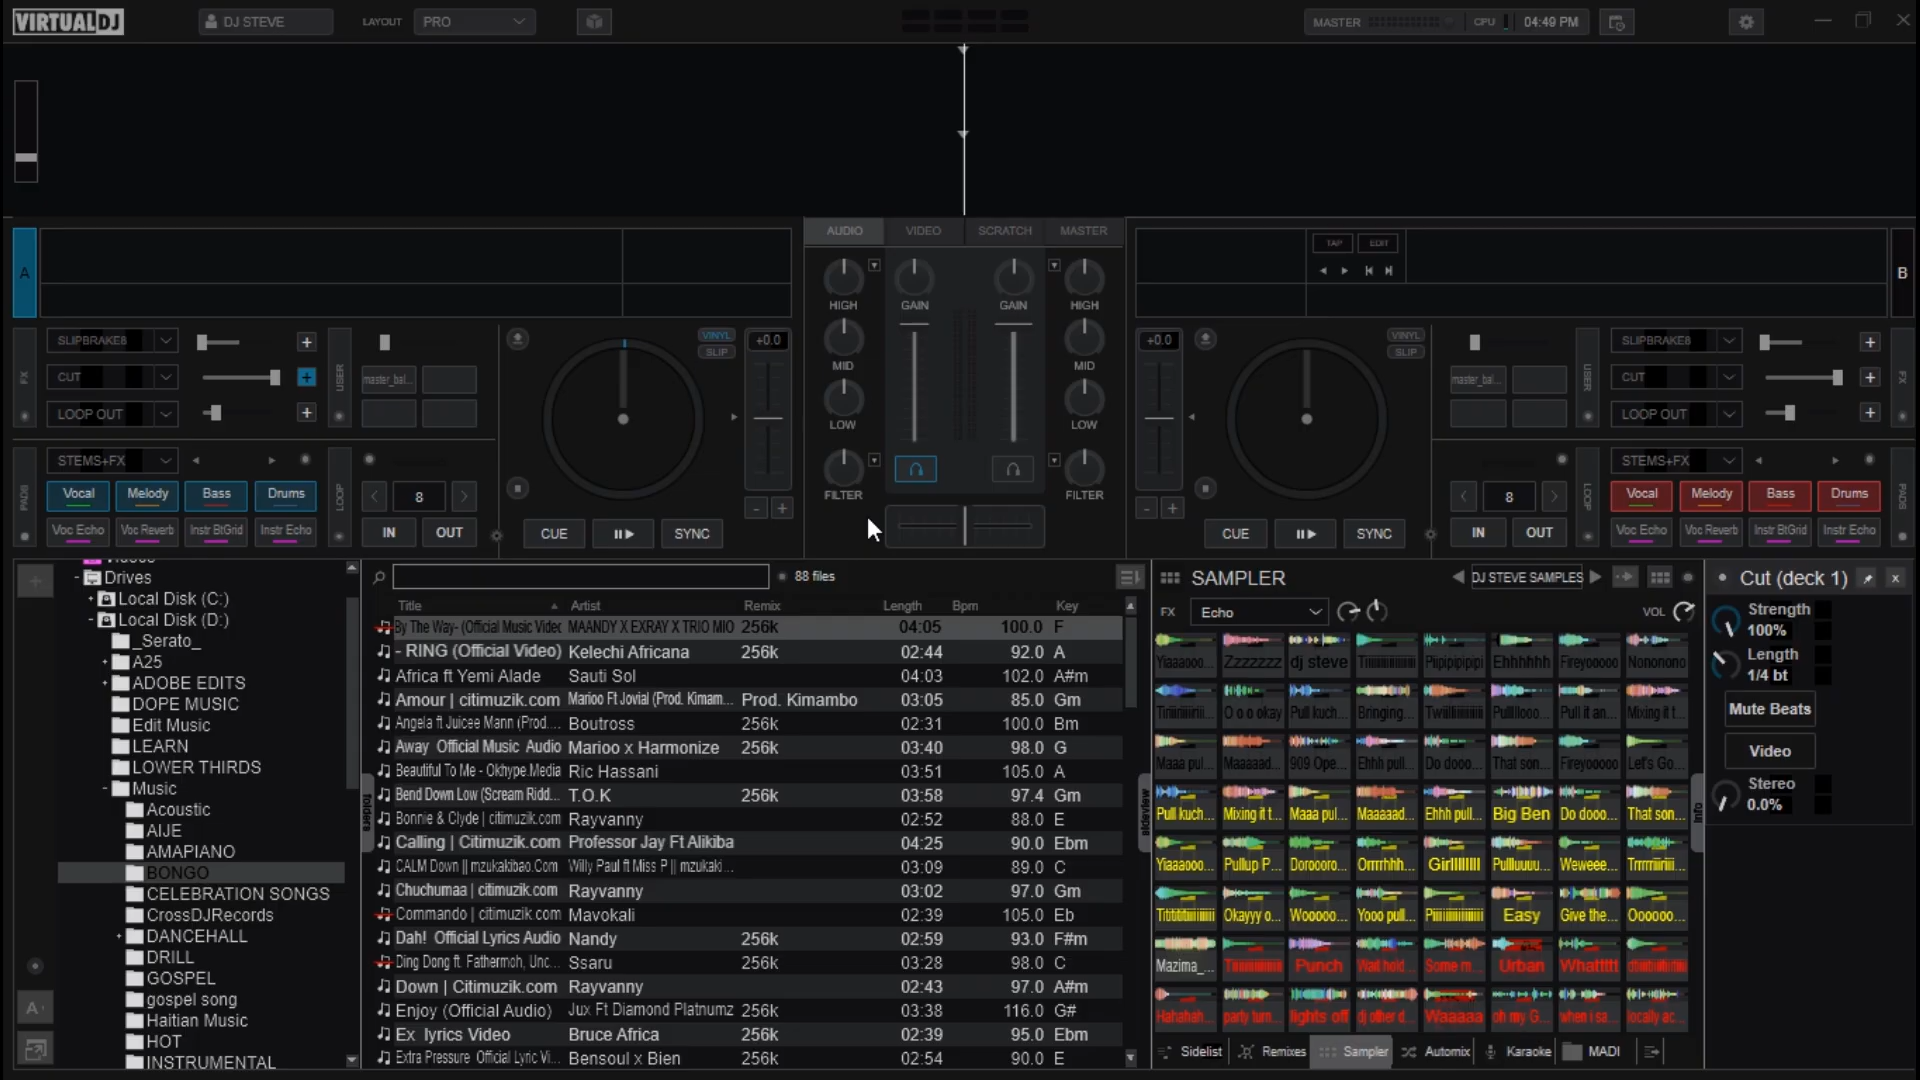 VIRTUALDJ
DJ STEVE
LAYOUT
PRO
MASTER
CPU
04:49 PM
AUDIO
VIDEO
SCRATCH
MASTER
A
TAP
EDIT
B
HIGH
GAIN
GAIN
HIGH
MID
MID
LOW
LOW
FILTER
FILTER
FX
SLIPBRAKE8
CUT
LOOP OUT
USER
master_bal...
VINYL
SLIP
+0.0
+0.0
VINYL
SLIP
master_bal...
USER
SLIPBRAKE8
CUT
LOOP OUT
FX
PADS
STEMS+FX
Vocal
Melody
Bass
Drums
Voc Echo
Voc Reverb
Instr BtGrid
Instr Echo
LOOP
8
IN
OUT
CUE
SYNC
CUE
SYNC
LOOP
8
IN
OUT
STEMS+FX
Vocal
Melody
Bass
Drums
Voc Echo
Voc Reverb
Instr BtGrid
Instr Echo
PADS
Drives
Local Disk (C:)
Local Disk (D:)
_Serato_
A25
ADOBE EDITS
DOPE MUSIC
Edit Music
LEARN
LOWER THIRDS
Music
Acoustic
AIJE
AMAPIANO
BONGO
CELEBRATION SONGS
CrossDJRecords
DANCEHALL
DRILL
GOSPEL
gospel song
Haitian Music
HOT
INSTRUMENTAL
folders
88 files
Title Artist Remix Length Bpm Key
By The Way- (Official Music Videc MAANDY X EXRAY X TRIO MIO 256k 04:05 100.0 F
- RING (Official Video) Kelechi Africana 256k 02:44 92.0 A
Africa ft Yemi Alade Sauti Sol 04:03 102.0 A#m
Amour | citimuzik.com Marioo Ft Jovial (Prod. Kimam... Prod. Kimambo 03:05 85.0 Gm
Angela ft Juicee Mann (Prod.... Boutross 256k 02:31 100.0 Bm
Away Official Music Audio Marioo x Harmonize 256k 03:40 98.0 G
Beautiful To Me - Okhype.Media Ric Hassani 03:51 105.0 A
Bend Down Low (Scream Ridd... T.O.K 256k 03:58 97.4 Gm
Bonnie & Clyde | citimuzik.com Rayvanny 02:52 88.0 E
Calling | Citimuzik.com Professor Jay Ft Alikiba 04:25 90.0 Ebm
CALM Down || mzukakibao.Com Willy Paul ft Miss P || mzukaki... 03:09 89.0 C
Chuchumaa | citimuzik.com Rayvanny 03:02 97.0 Gm
Commando | citimuzik.com Mavokali 02:39 105.0 Eb
Dah! Official Lyrics Audio Nandy 256k 02:59 93.0 F#m
Ding Dong ft. Fathermoh, Unc... Ssaru 256k 03:28 98.0 C
Down | Citimuzik.com Rayvanny 02:43 97.0 A#m
Enjoy (Official Audio) Jux Ft Diamond Platnumz 256k 03:38 116.0 G#
Ex lyrics Video Bruce Africa 256k 02:39 95.0 Ebm
Extra Pressure Official Lyric Vi... Bensoul x Bien 256k 02:54 90.0 E
sideview
SAMPLER
DJ STEVE SAMPLES
FX
Echo
VOL
Yiaaooo... Zzzzzzz dj steve Ehhhhhh Fireyooooo Nononono
O o o okay Pull kuch... Bringing... Pull it an... Mixing it t
Maaa pul... Maaaaad... 909 Ope... Do dooo... That son... Fireyooooo Let's Go...
Pull kuch... Mixing it t... Maaa pul... Maaaaad... Ehhh pull... Big Ben Do dooo... That son...
Yiaaaooo... Pullup P... Doroooro... Orrrrhhh... Pulluuuu... Weweee...
Okayyy o... Wooooo... Yooo pull... Easy Give the... Oooooo...
Mazima_... Punch Wait hold... Some m... Urban
Hahahah... party turn... lights off dj other d... Waaaaa oh my G... when i sa... locally ac...
Sidelist
Remixes
Sampler
Automix
Karaoke
MADI
info
Cut (deck 1)
Strength
100%
Length
1/4 bt
Mute Beats
Video
Stereo
0.0%